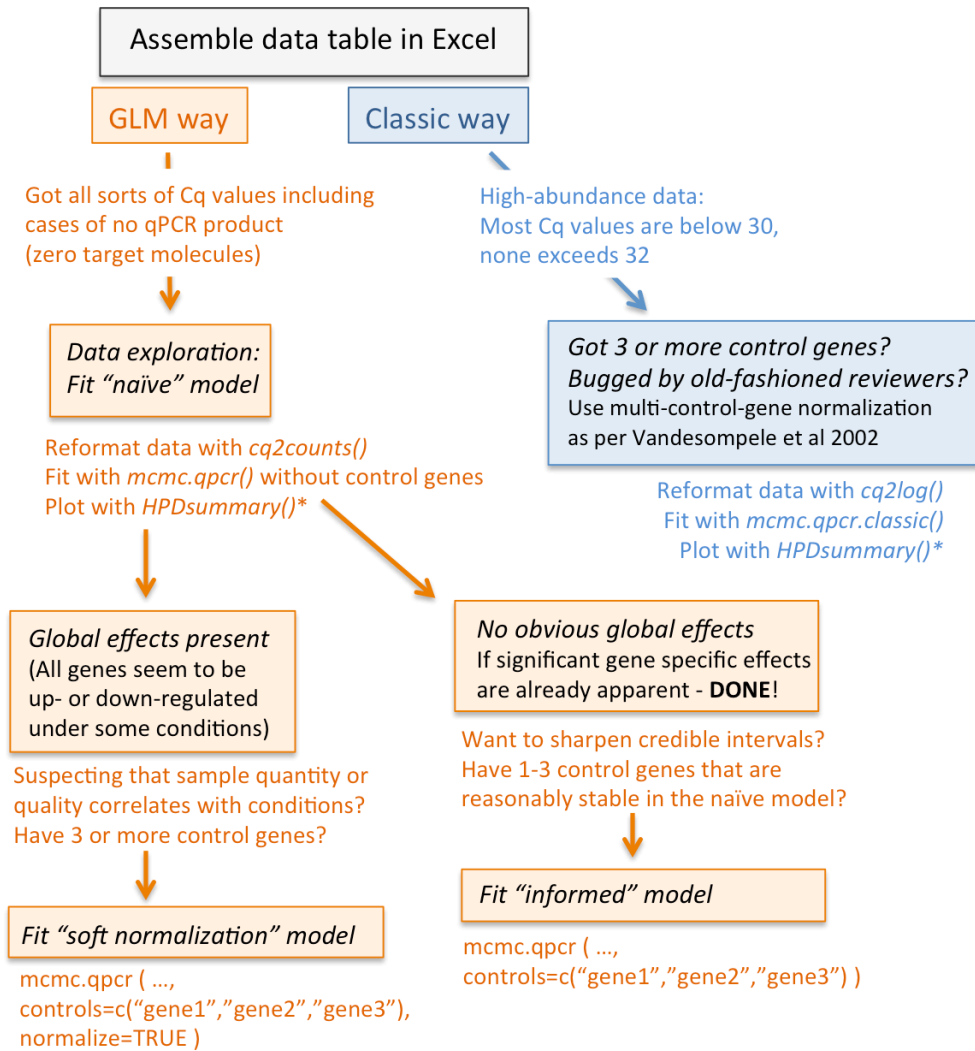 Assemble data table in Excel
GLM way
Classic way
Got all sorts of Cq values including
cases of no qPCR product
(zero target molecules)
High-abundance data:
Most Cq values are below 30,
none exceeds 32
Data exploration:
Fit “naïve” model
Got 3 or more control genes?
Bugged by old-fashioned reviewers?
Use multi-control-gene normalization
as per Vandesompele et al 2002
Reformat data with cq2counts()
Fit with mcmc.qpcr() without control genes
Plot with HPDsummary()*
Reformat data with cq2log()
Fit with mcmc.qpcr.classic()
Plot with HPDsummary()*
Global effects present
(All genes seem to be
up- or down-regulated
under some conditions)
No obvious global effects
If significant gene specific effects
are already apparent - DONE!
Suspecting that sample quantity or
quality correlates with conditions?
Have 3 or more control genes?
Want to sharpen credible intervals?
Have 1-3 control genes that are
reasonably stable in the naïve model?
Fit “soft normalization” model
mcmc.qpcr ( …,
controls=c(“gene1”,”gene2”,”gene3”),
normalize=TRUE )
Fit “informed” model
mcmc.qpcr ( …,
controls=c(“gene1”,”gene2”,”gene3”) )